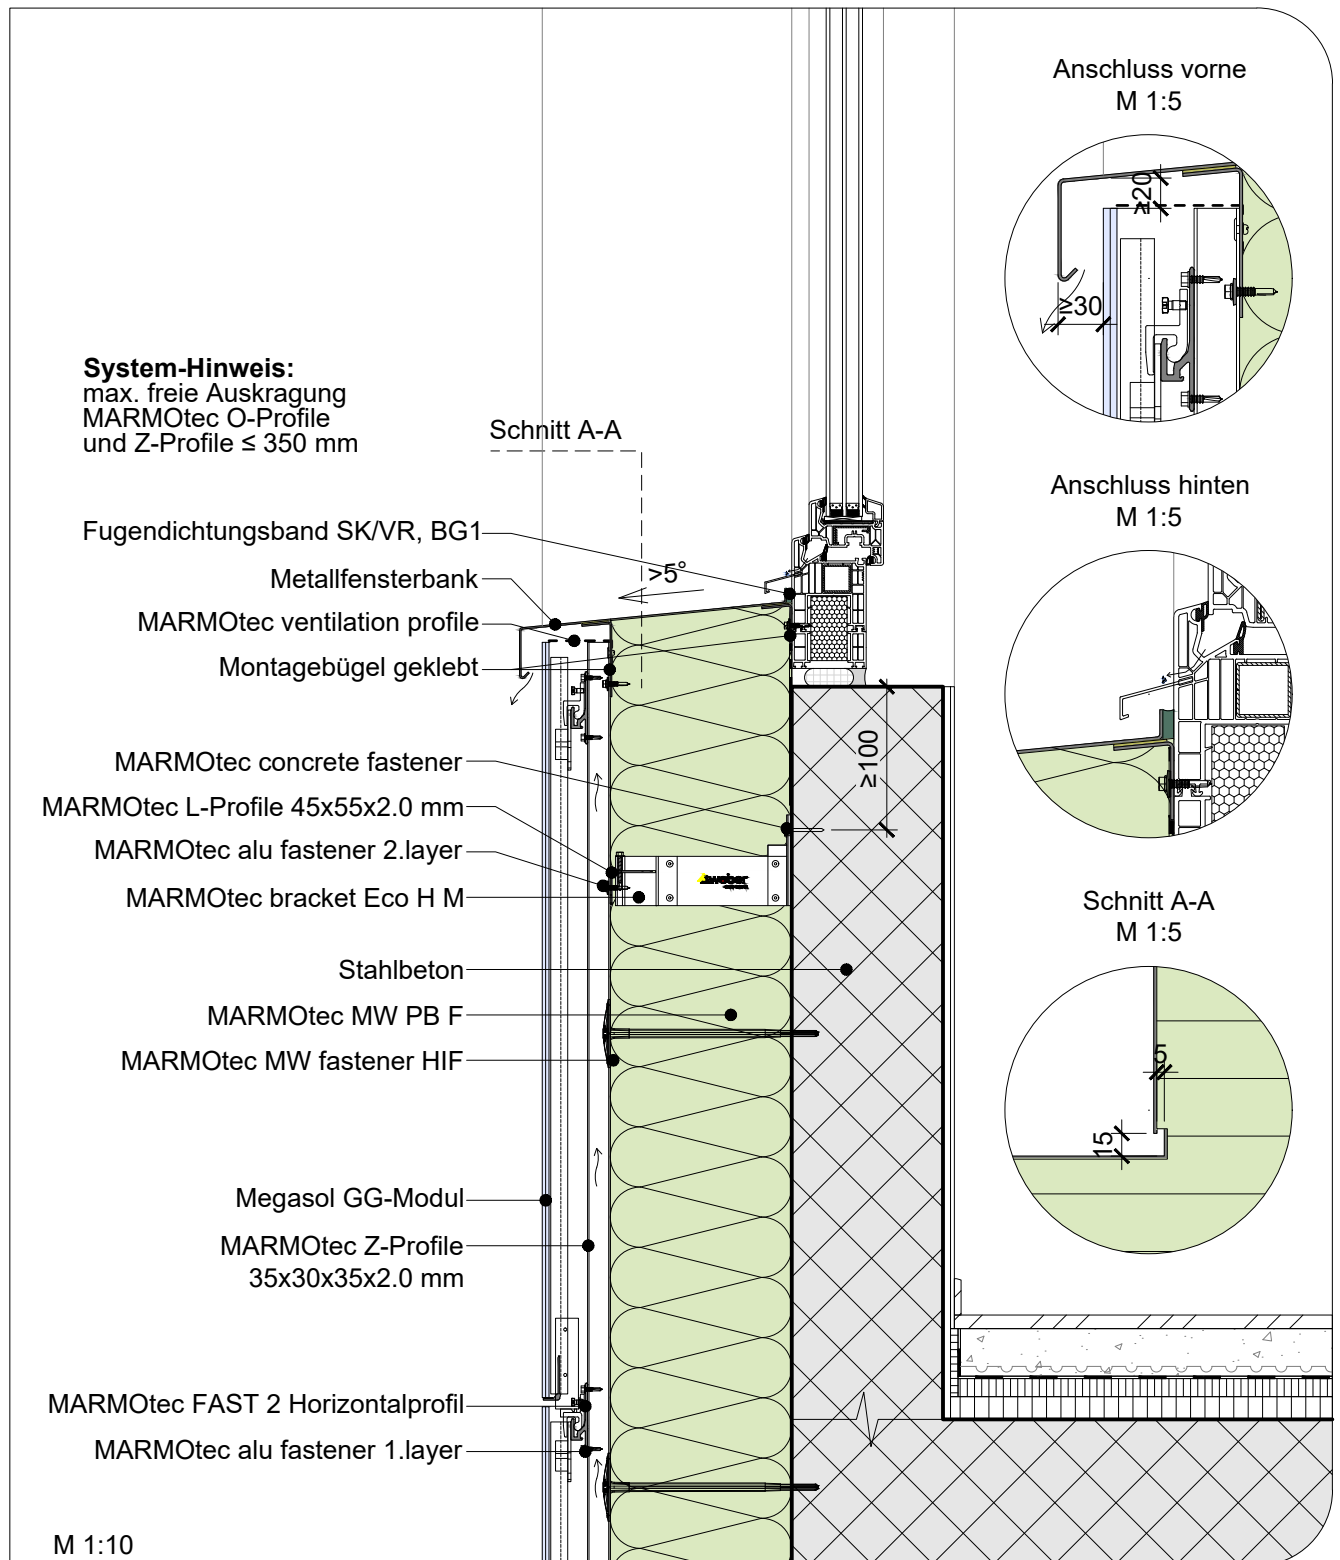 Anschluss vorne
M 1:5
≥20
≥30
System-Hinweis:
max. freie Auskragung
MARMOtec O-Profile
und Z-Profile ≤ 350 mm
Schnitt A-A
Anschluss hinten
M 1:5
Fugendichtungsband SK/VR, BG1
>5°
Metallfensterbank
MARMOtec ventilation profile
Montagebügel geklebt
≥100
MARMOtec concrete fastener
MARMOtec L-Profile 45x55x2.0 mm
MARMOtec alu fastener 2.layer
weber
MARMOtec bracket Eco H M
Schnitt A-A
M 1:5
Stahlbeton
MARMOtec MW PB F
MARMOtec MW fastener HIF
5
15
Megasol GG-Modul
MARMOtec Z-Profile
35x30x35x2.0 mm
MARMOtec FAST 2 Horizontalprofil
MARMOtec alu fastener 1.layer
M 1:10